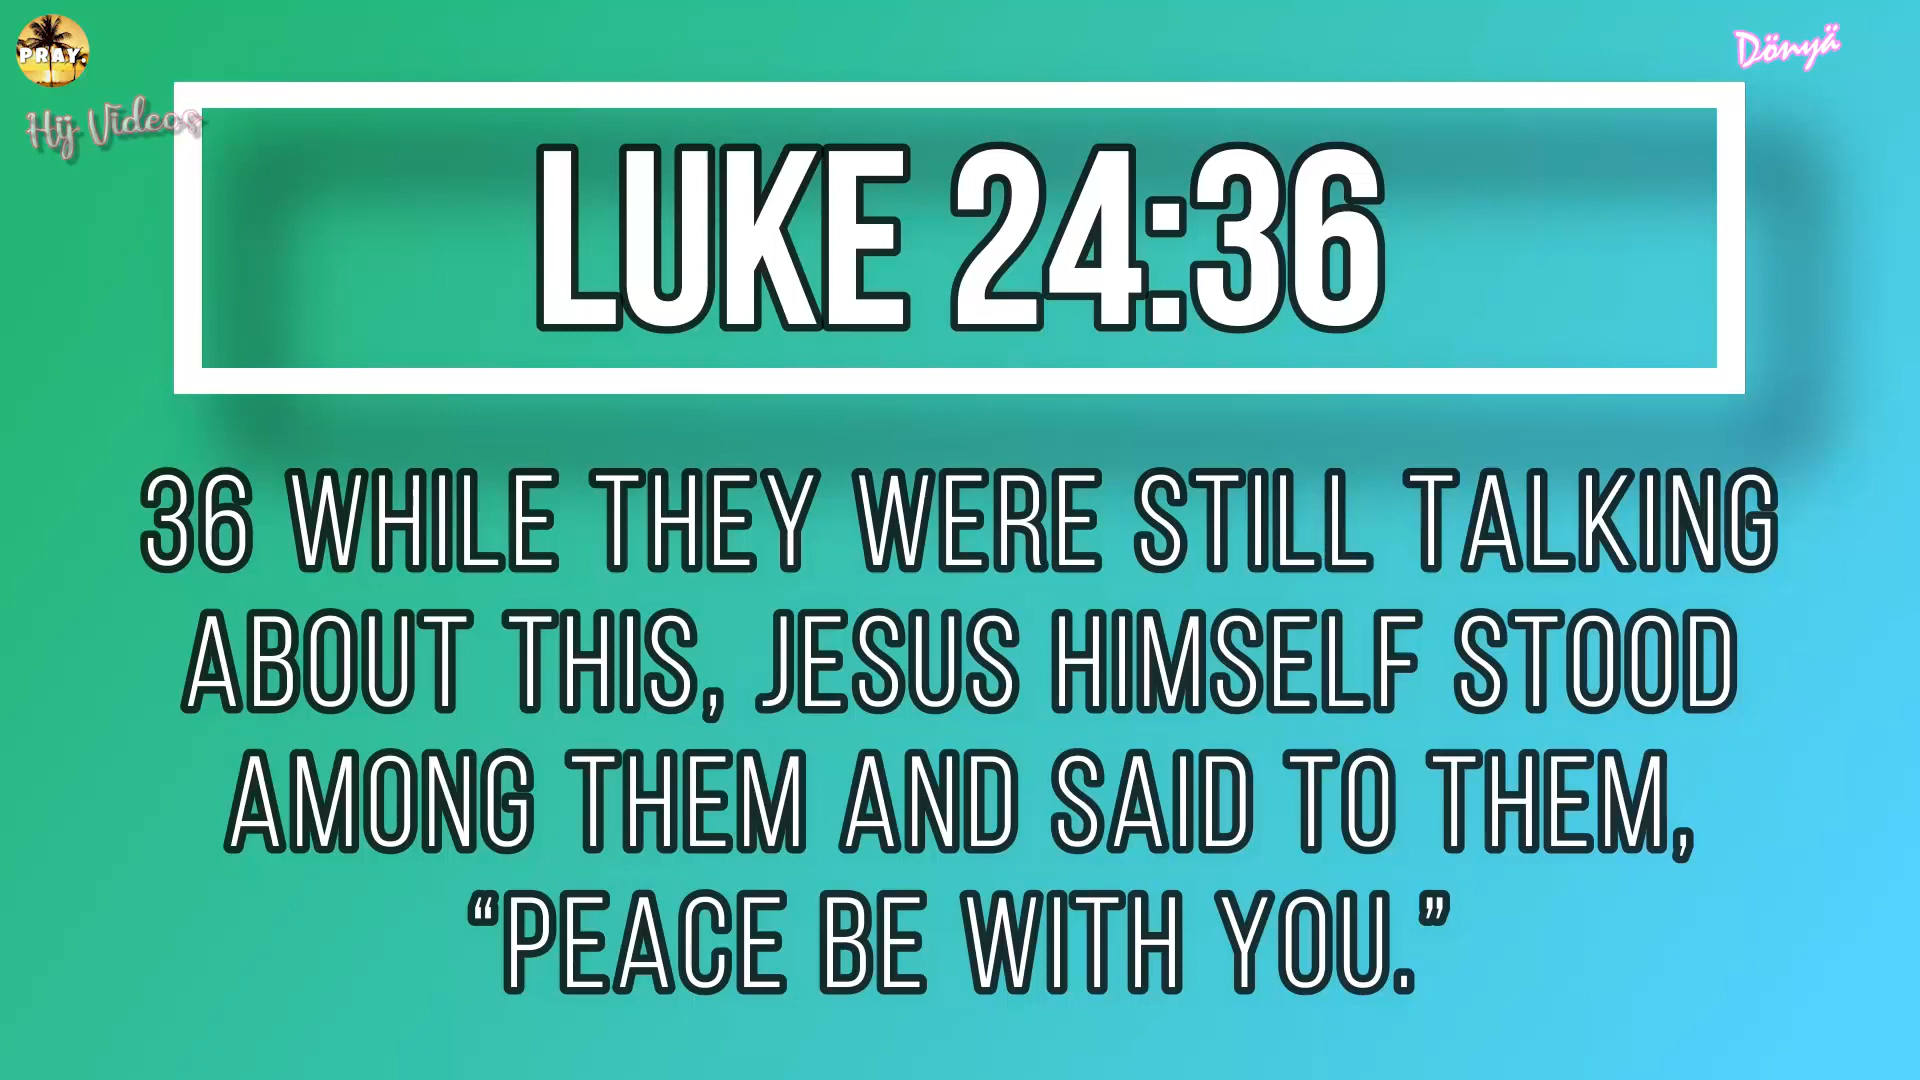 PRAY.
Hij Videos
Dönyä
LUKE 24:36
36 WHILE THEY WERE STILL TALKING
ABOUT THIS, JESUS HIMSELF STOOD
AMONG THEM AND SAID TO THEM,
“PEACE BE WITH YOU.”